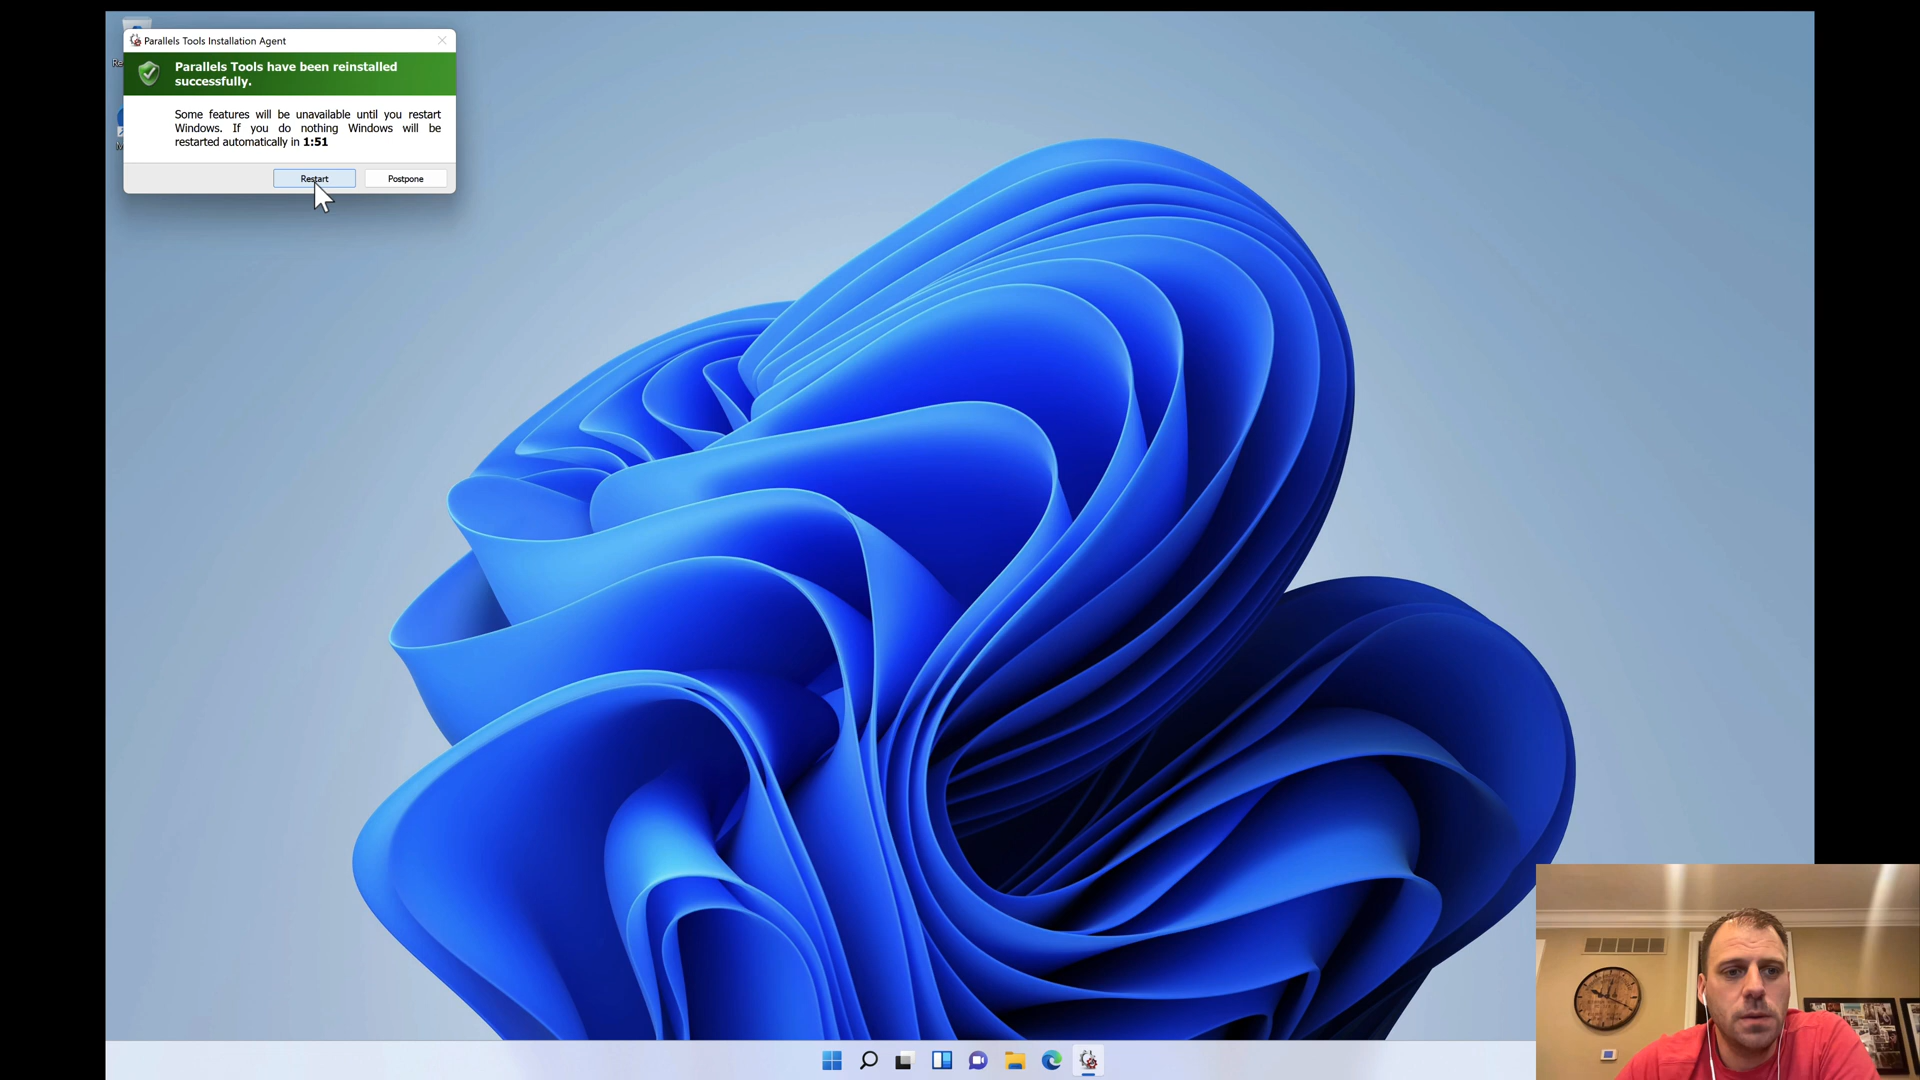 Parallels Tools Installation Agent
Parallels Tools have been reinstalled
successfully.
Some features will be unavailable until you restart
Windows. If you do nothing Windows will be
restarted automatically in 1:51
Restart
Postpone